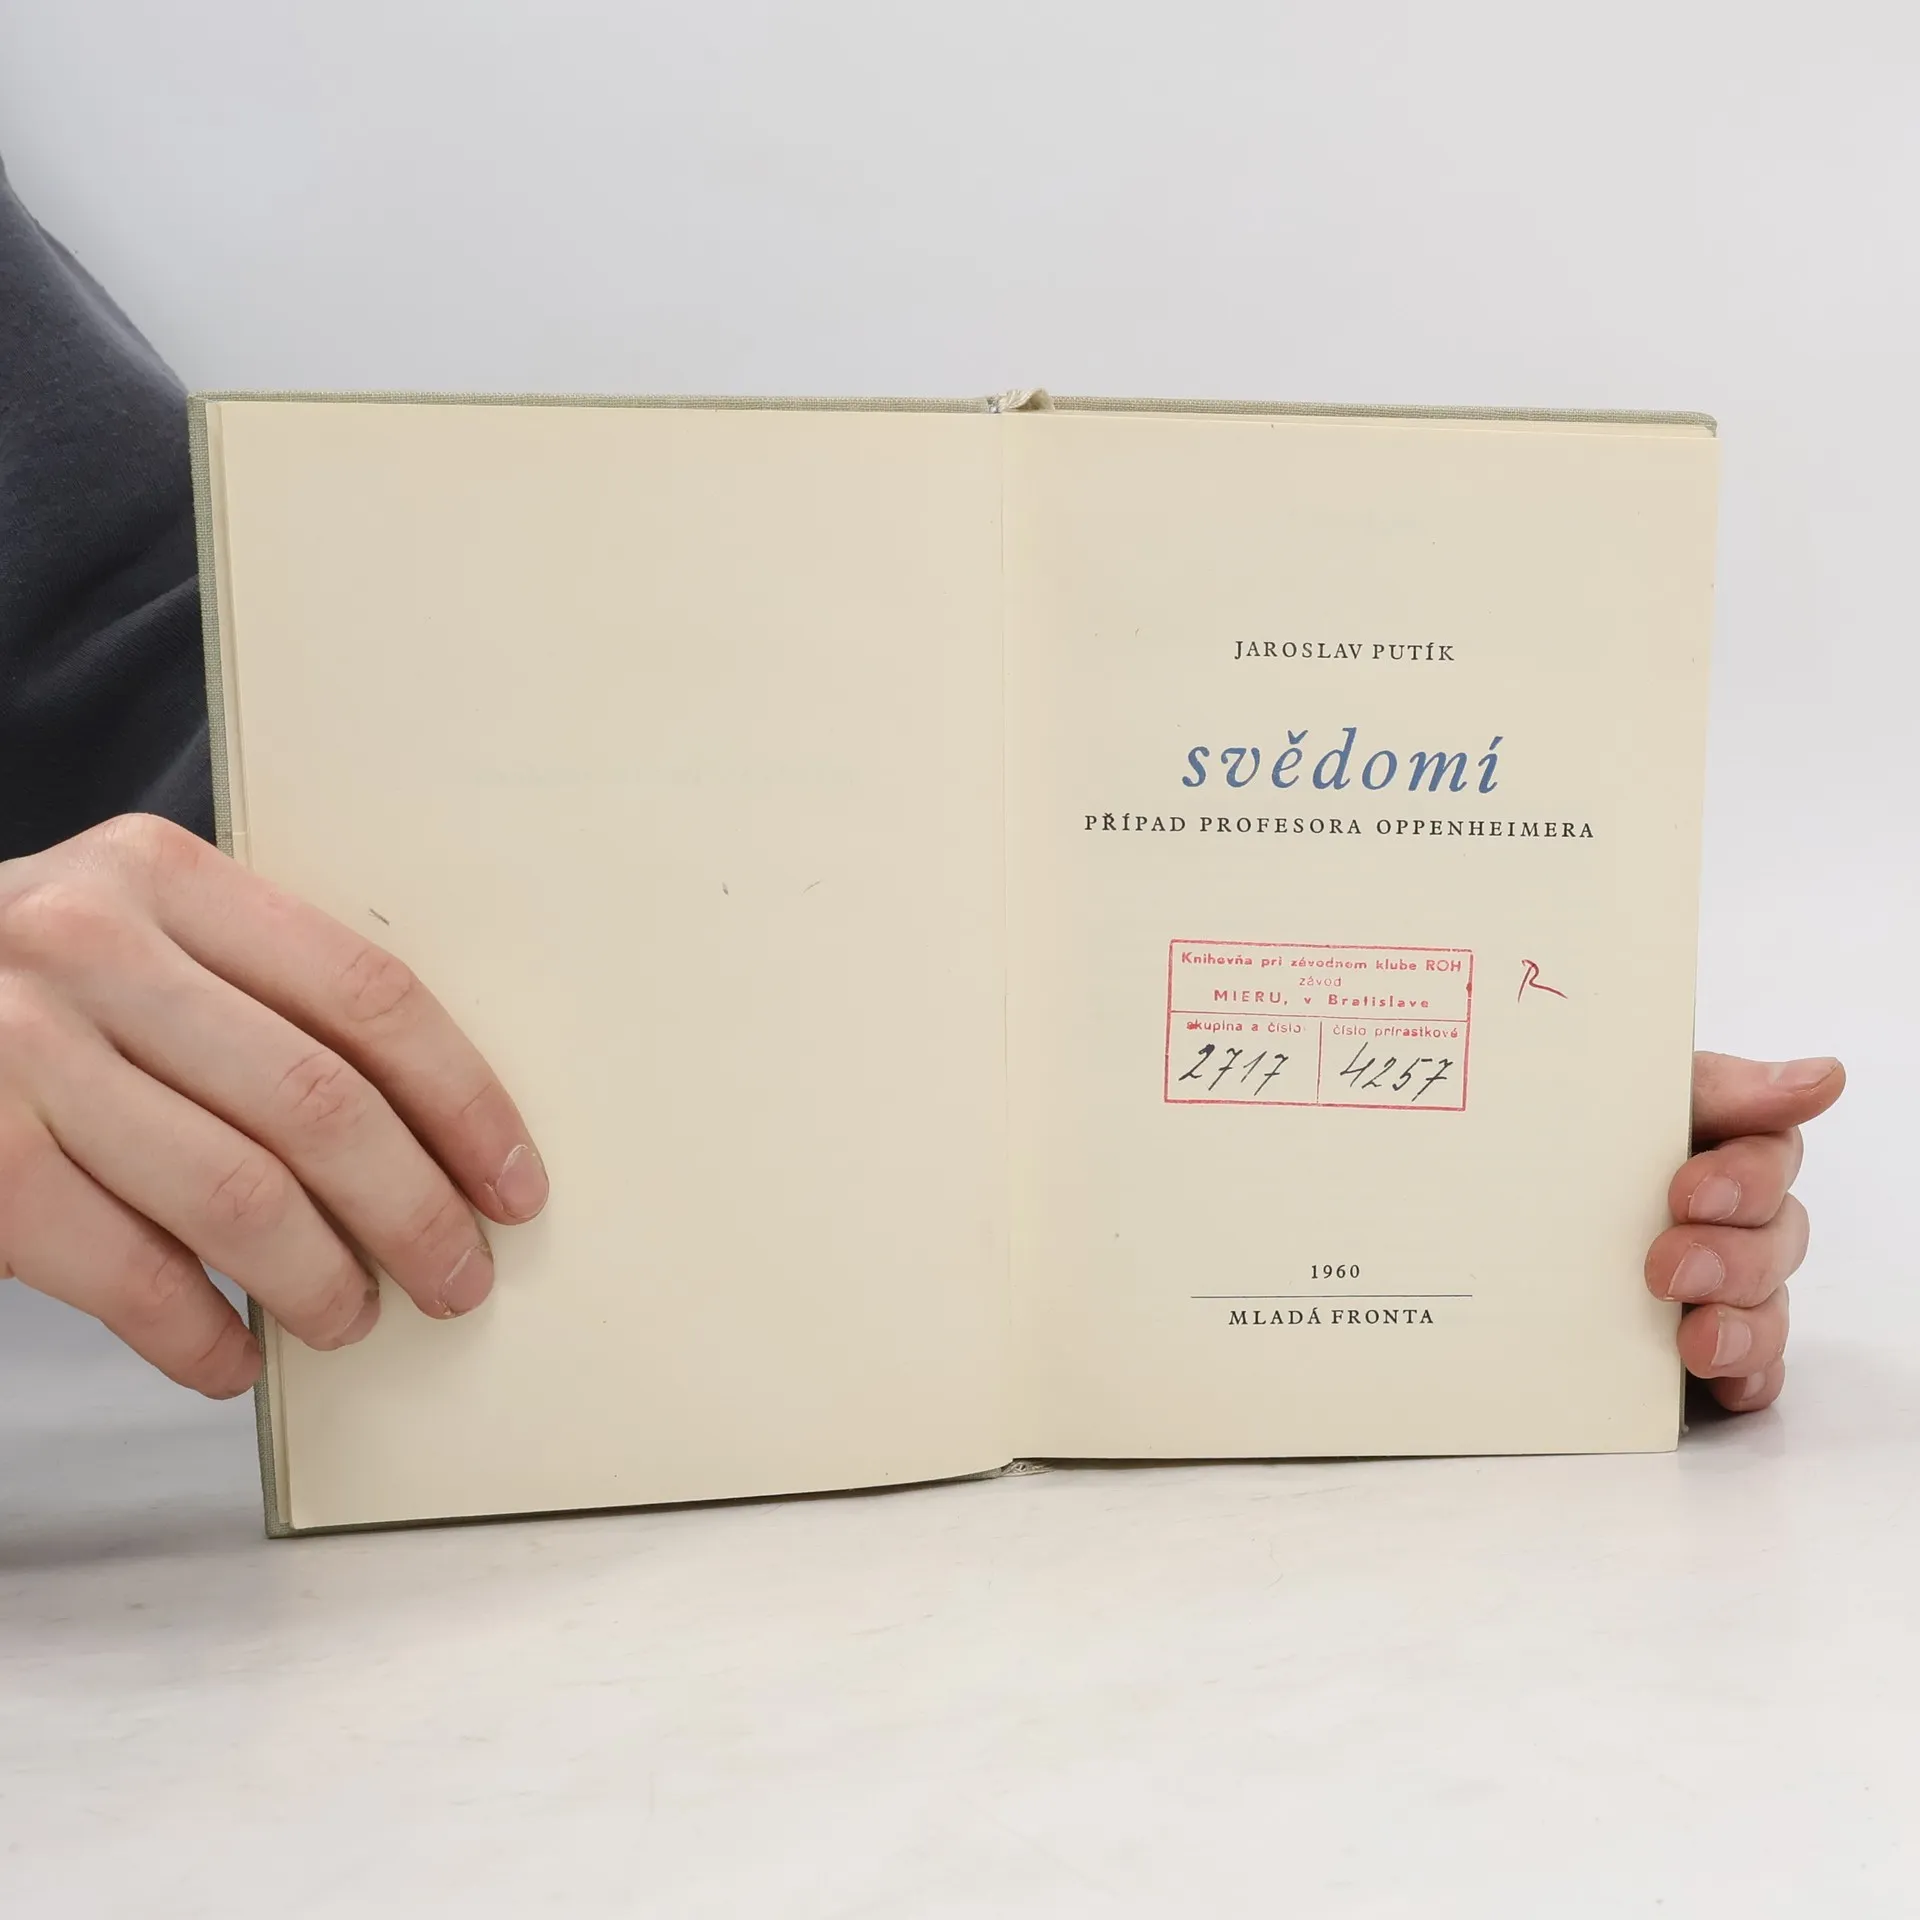 JAROSLAV PUTÍK
svědomí
PŘÍPAD PROFESORA OPPENHEIMERA
Knihovňa pri závodnom klube ROH
závod
MIERU, v Bratislave
skupina a číslo
číslo prírastkové
2717
4257
R
1960
MLADÁ FRONTA